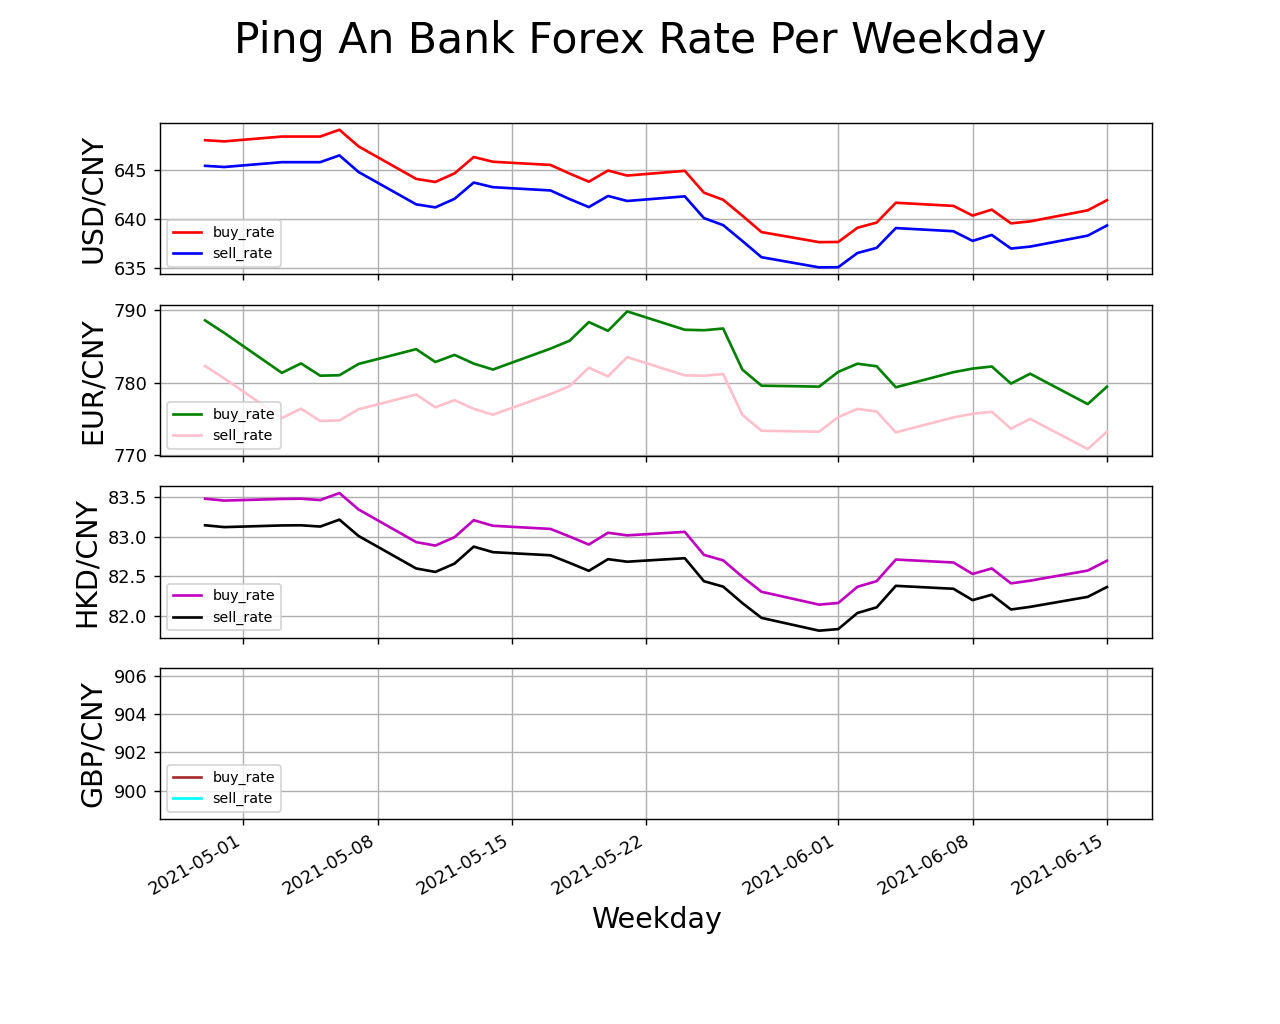 Ping An Bank Forex Rate Per Weekday
USD/CNY
645
640
635
buy_rate
sell_rate
EUR/CNY
790
780
770
buy_rate
sell_rate
HKD/CNY
83.5
83.0
82.5
82.0
buy_rate
sell_rate
GBP/CNY
906
904
902
900
buy_rate
sell_rate
2021-05-01
2021-05-08
2021-05-15
2021-05-22
2021-06-01
2021-06-08
2021-06-15
Weekday